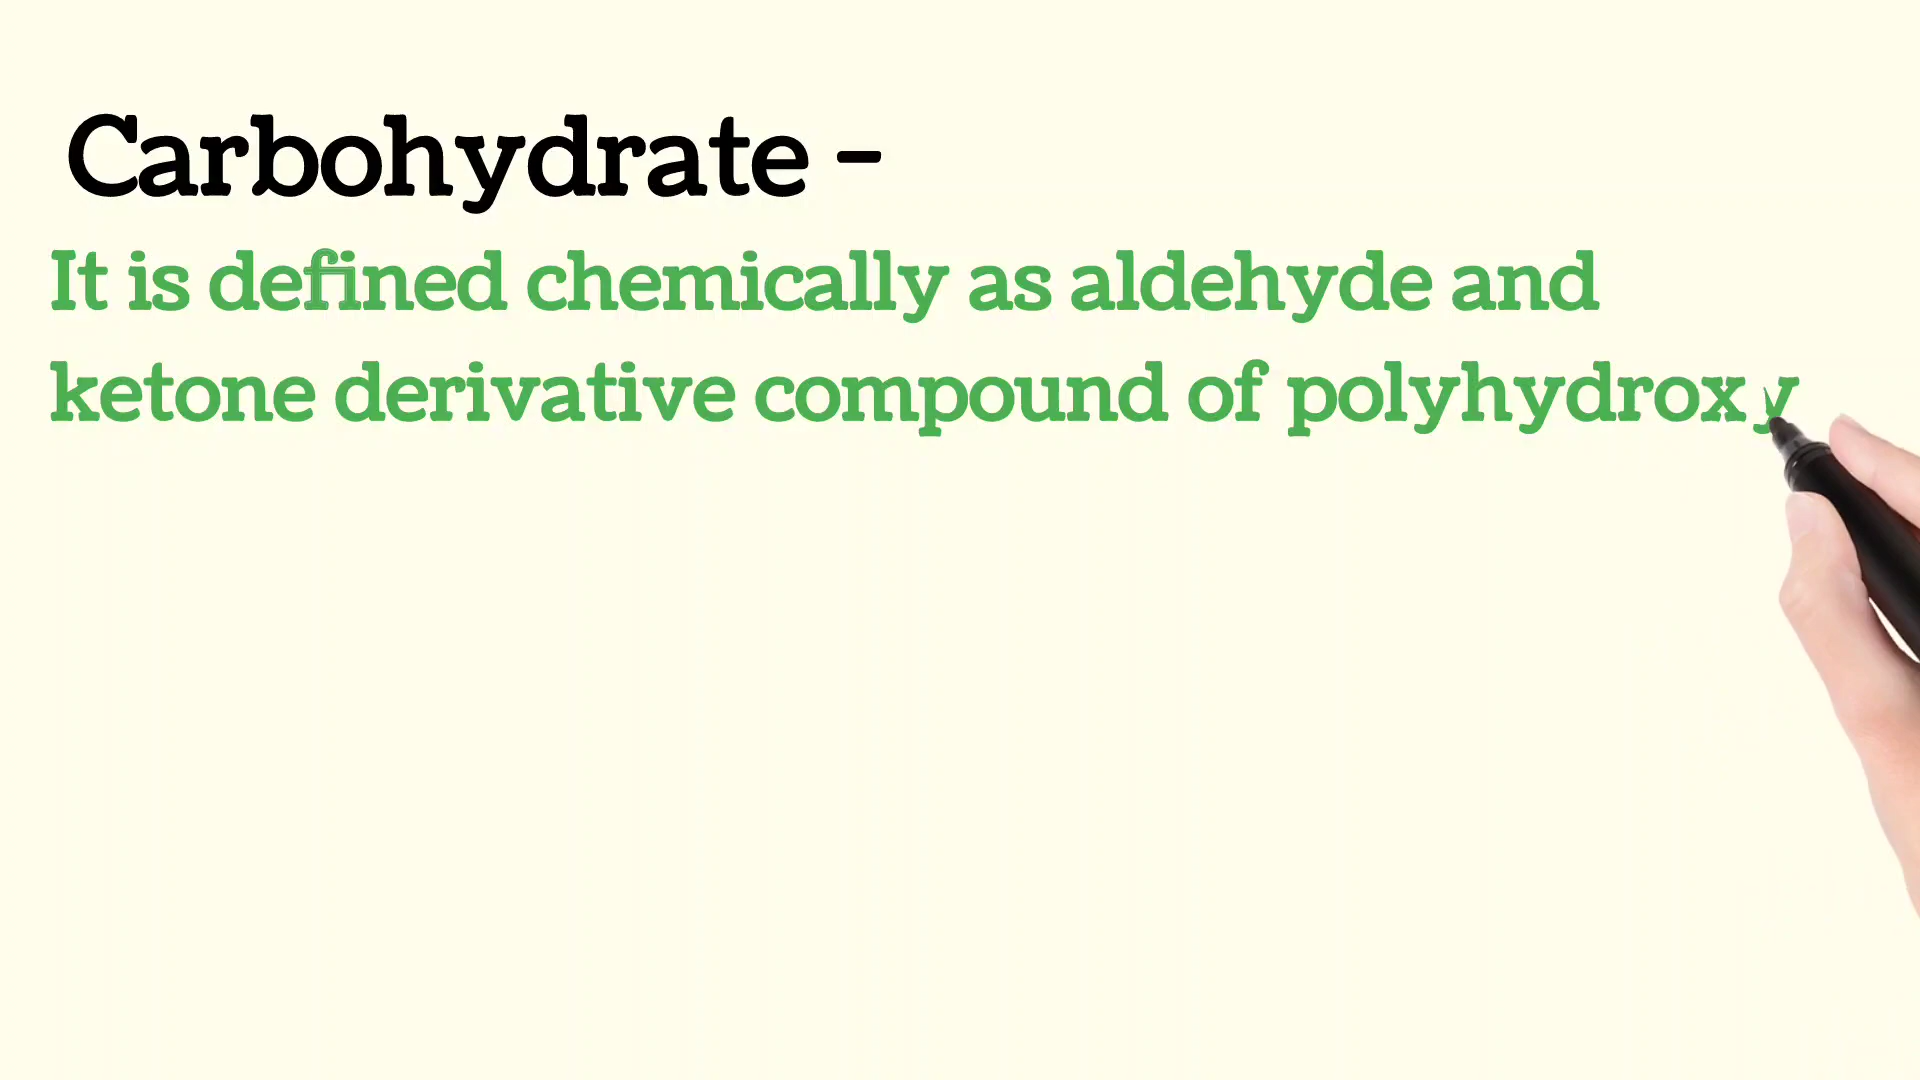 Carbohydrate -
It is defined chemically as aldehyde and
ketone derivative compound of polyhydroxy